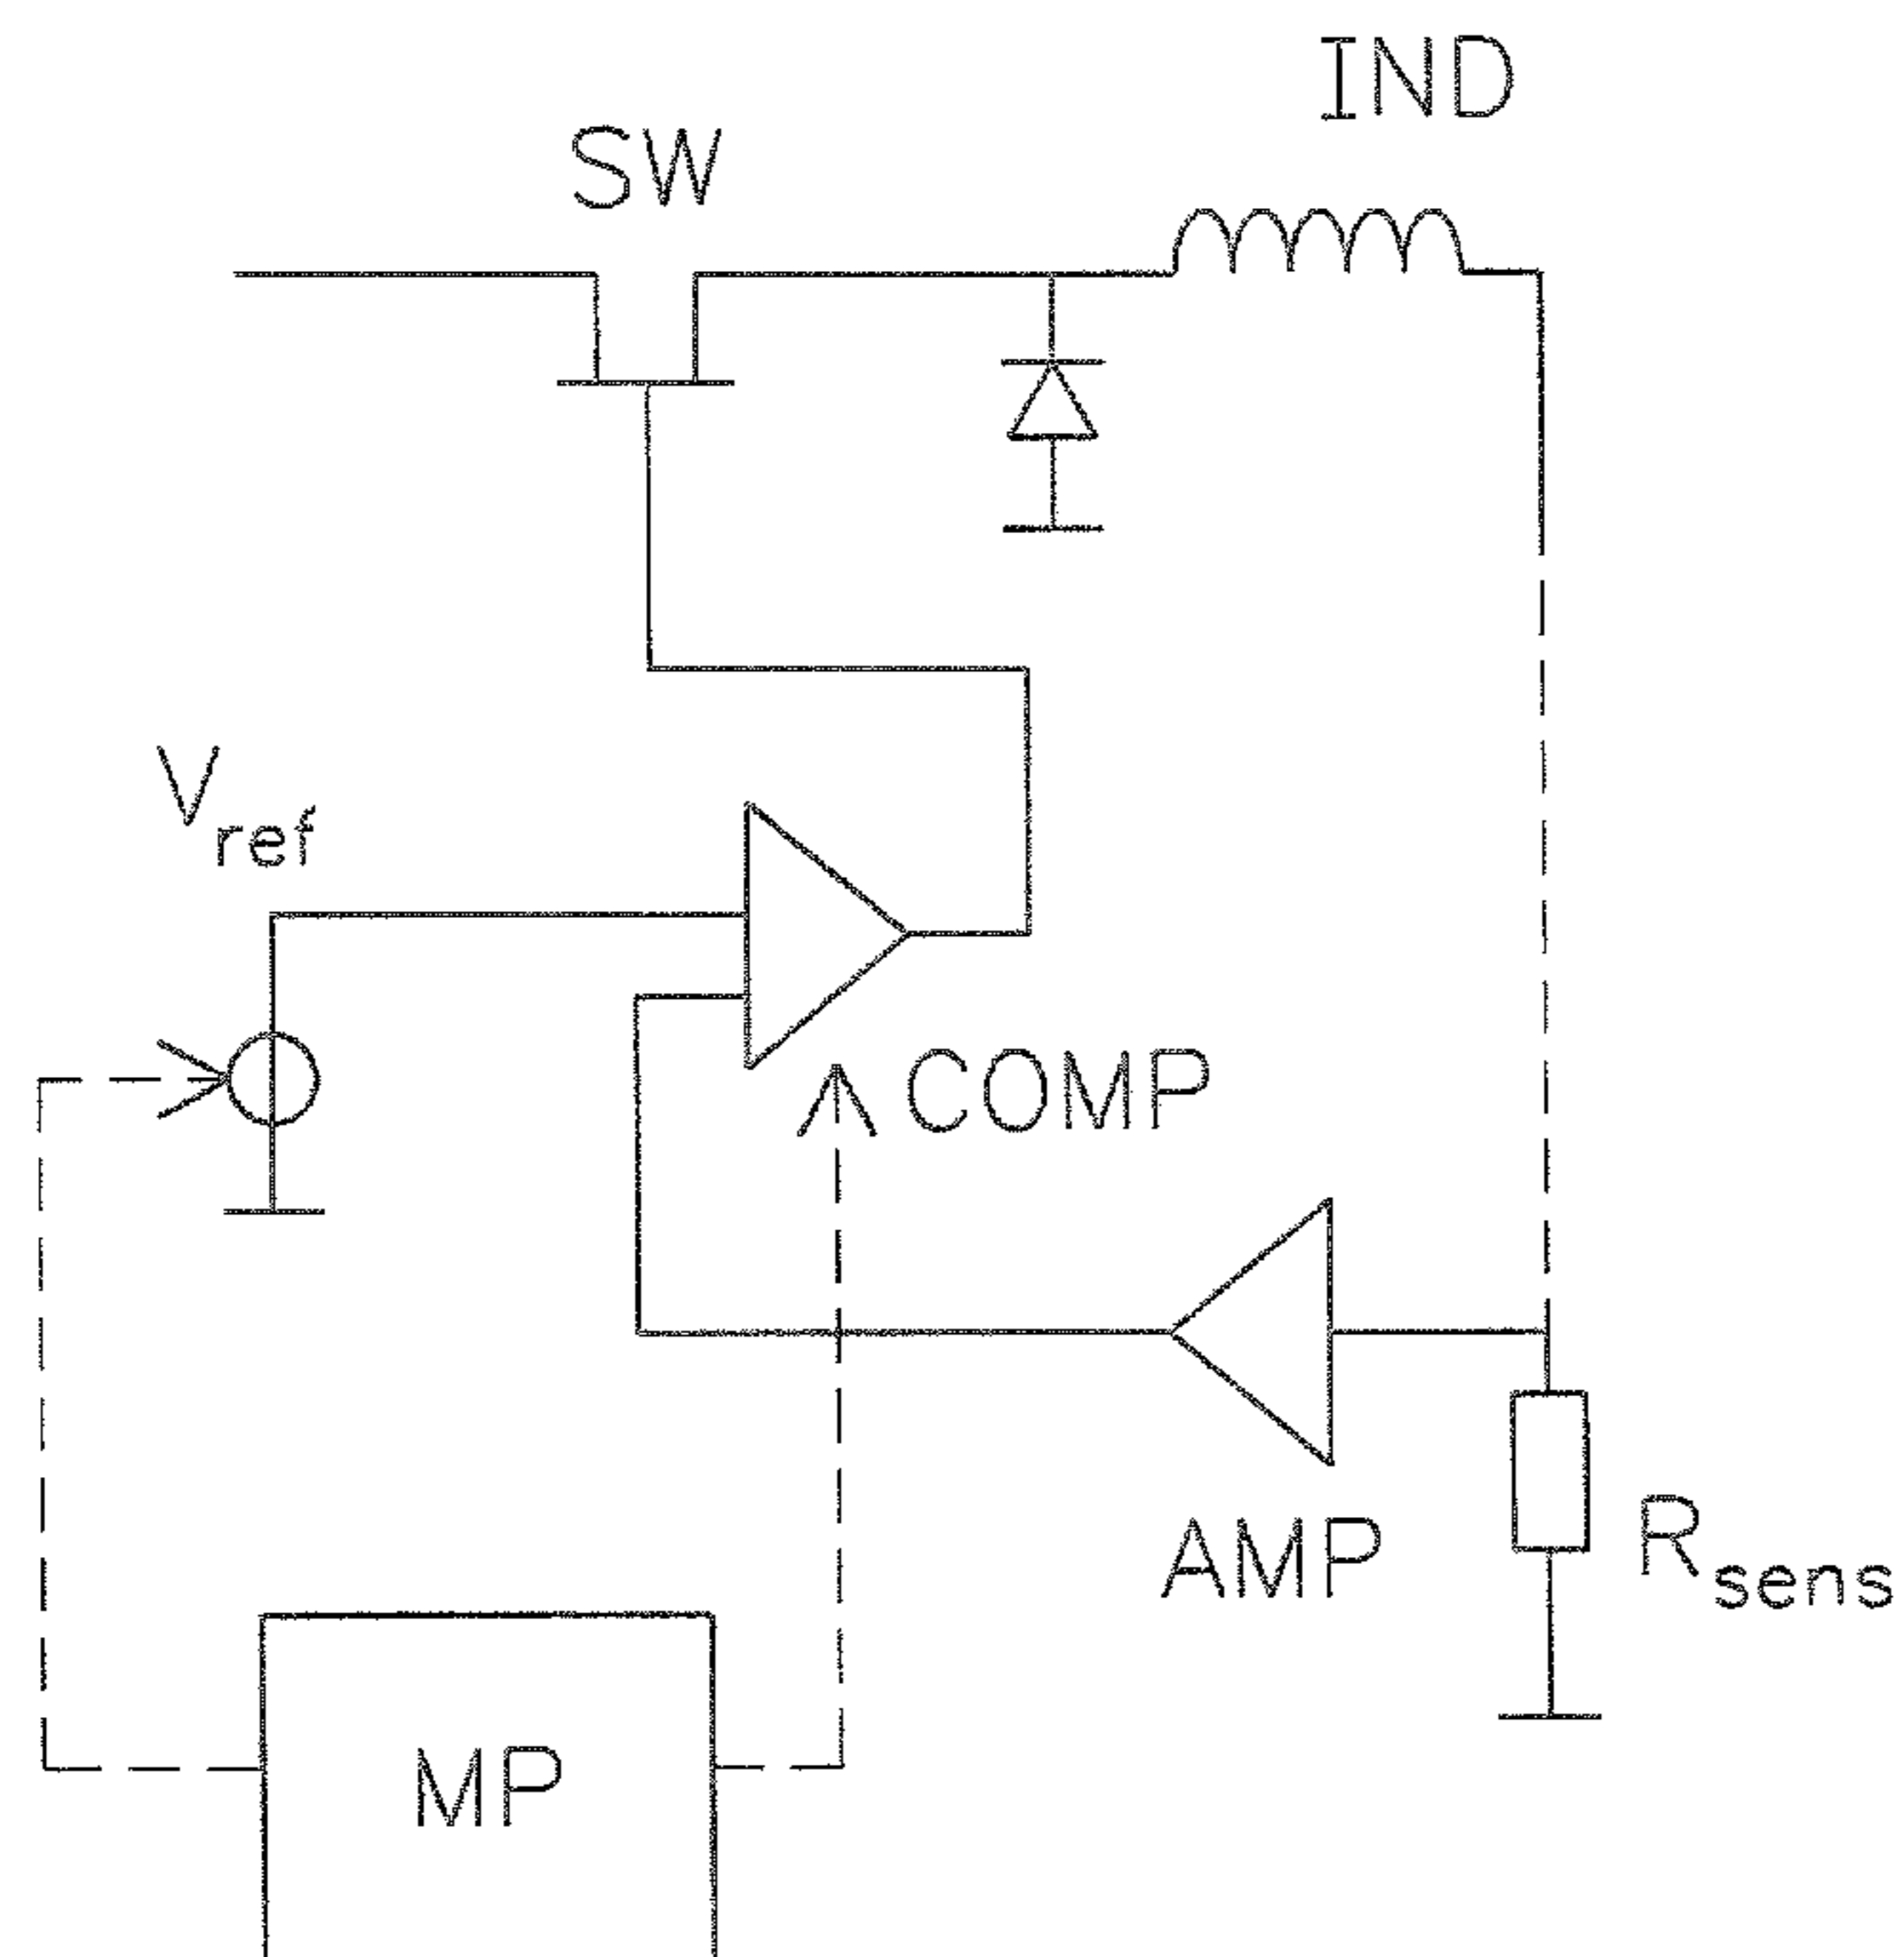 IND
SW
Vref
COMP
AMP
Rsens
MP